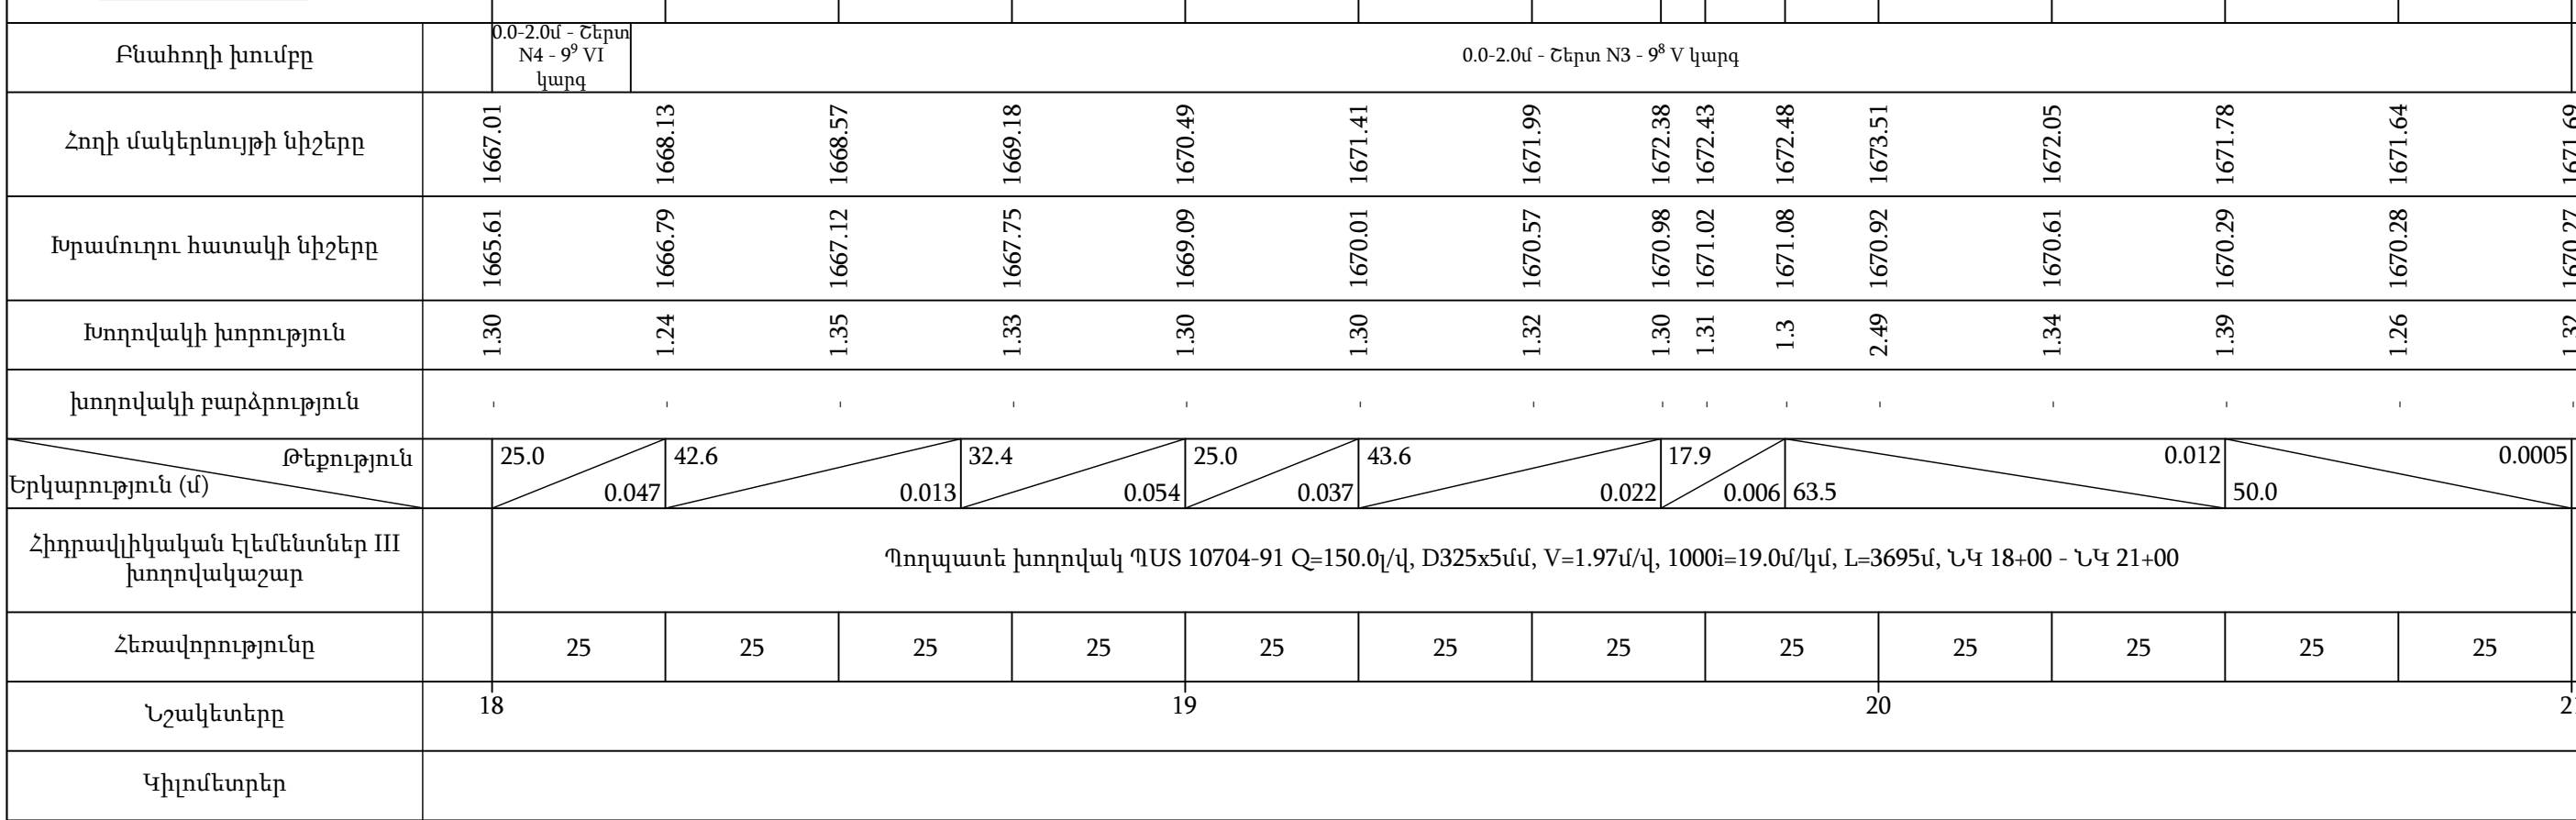 Բնահողի խումբը
0.0-2.0մ - Շերտ
N4 - 9⁹ VI
կարգ
0.0-2.0մ - Շերտ N3 - 9⁸ V կարգ
Հողի մակերևույթի նիշերը
1667.01 1668.13 1668.57 1669.18 1670.49 1671.41 1671.99 1672.38 1672.43 1672.48 1673.51 1672.05 1671.78 1671.64 1671.69
Խրամուղու հատակի նիշերը
1665.61 1666.79 1667.12 1667.75 1669.09 1670.01 1670.57 1670.98 1671.02 1671.08 1670.92 1670.61 1670.29 1670.28 1670.27
Խողովակի խորություն
1.30 1.24 1.35 1.33 1.30 1.30 1.32 1.30 1.31 1.3 2.49 1.34 1.39 1.26 1.32
խողովակի բարձրություն
- - - - - - - - - - - - - - -
Թեքություն
Երկարություն (մ)
25.0 42.6 32.4 25.0 43.6 17.9 0.012 0.0005
0.047 0.013 0.054 0.037 0.022 0.006 63.5 50.0
Հիդրավլիկական էլեմենտներ III
խողովակաշար
Պողպատե խողովակ ՊՍՏ 10704-91 Q=150.0լ/վ, D325x5մմ, V=1.97մ/վ, 1000i=19.0մ/կմ, L=3695մ, ՆԿ 18+00 - ՆԿ 21+00
Հեռավորությունը
25 25 25 25 25 25 25 25 25 25 25 25
Նշակետերը
18 19 20
Կիլոմետրեր